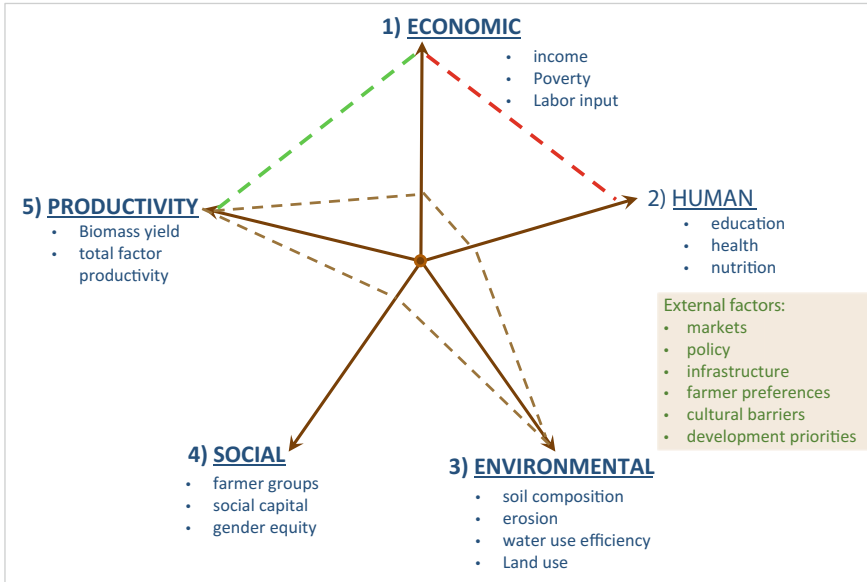 1) ECONOMIC
• income
• Poverty
• Labor input
2) HUMAN
• education
• health
• nutrition
5) PRODUCTIVITY
• Biomass yield
• total factor
productivity
External factors:
• markets
• policy
• infrastructure
• farmer preferences
• cultural barriers
• development priorities
4) SOCIAL
• farmer groups
• social capital
• gender equity
3) ENVIRONMENTAL
• soil composition
• erosion
• water use efficiency
• Land use